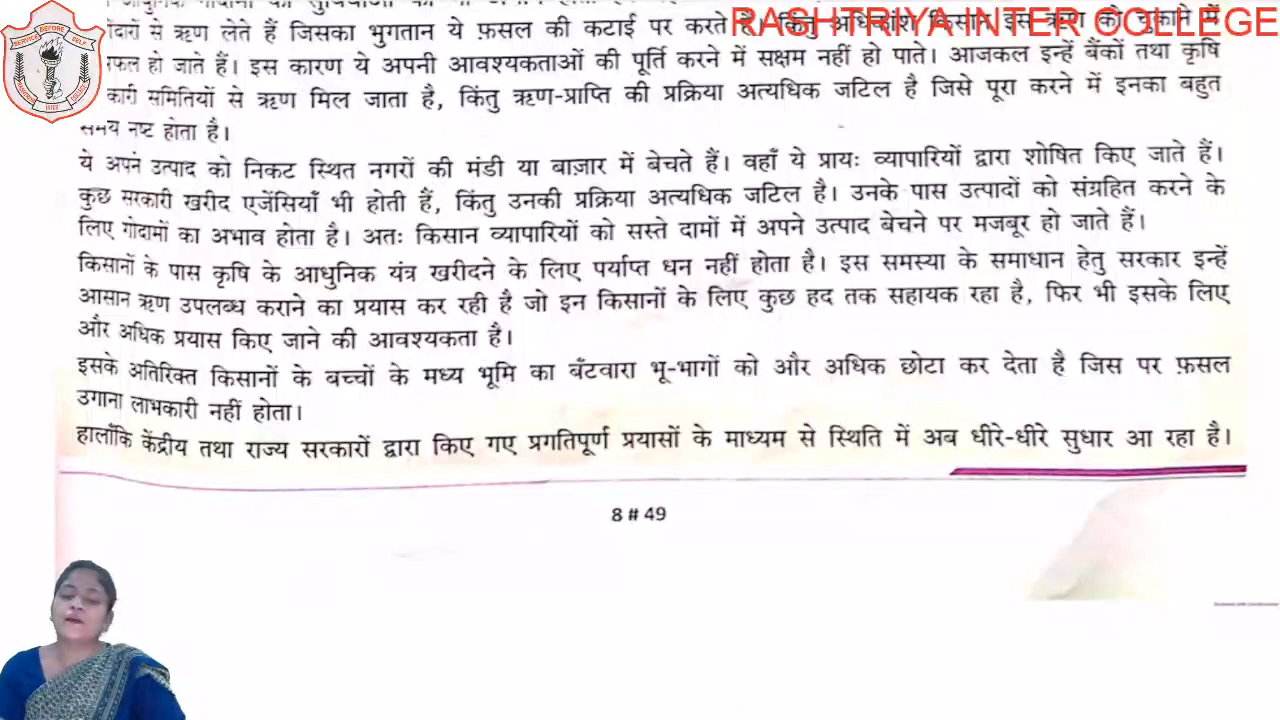 RASHTRIYA INTER COLLEGE
से ऋण लेते हैं जिसका भुगतान ये फ़सल की कटाई पर करते हैं। किंतु अधिकांश किसान इस ऋण को चुकाने में
हो जाते हैं। इस कारण ये अपनी आवश्यकताओं की पूर्ति करने में सक्षम नहीं हो पाते। आजकल इन्हें बैंकों तथा कृषि
समितियों से ऋण मिल जाता है, किंतु ऋण-प्राप्ति की प्रक्रिया अत्यधिक जटिल है जिसे पूरा करने में इनका बहुत
समय नष्ट होता है।
ये अपने उत्पाद को निकट स्थित नगरों की मंडी या बाज़ार में बेचते हैं। वहाँ ये प्रायः व्यापारियों द्वारा शोषित किए जाते हैं।
कुछ सरकारी खरीद एजेंसियाँ भी होती हैं, किंतु उनकी प्रक्रिया अत्यधिक जटिल है। उनके पास उत्पादों को संग्रहित करने के
लिए गोदामों का अभाव होता है। अतः किसान व्यापारियों को सस्ते दामों में अपने उत्पाद बेचने पर मजबूर हो जाते हैं।
किसानों के पास कृषि के आधुनिक यंत्र खरीदने के लिए पर्याप्त धन नहीं होता है। इस समस्या के समाधान हेतु सरकार इन्हें
आसान ऋण उपलब्ध कराने का प्रयास कर रही है जो इन किसानों के लिए कुछ हद तक सहायक रहा है, फिर भी इसके लिए
और अधिक प्रयास किए जाने की आवश्यकता है।
इसके अतिरिक्त किसानों के बच्चों के मध्य भूमि का बँटवारा भू-भागों को और अधिक छोटा कर देता है जिस पर फ़सल
उगाना लाभकारी नहीं होता।
हालाँकि केंद्रीय तथा राज्य सरकारों द्वारा किए गए प्रगतिपूर्ण प्रयासों के माध्यम से स्थिति में अब धीरे-धीरे सुधार आ रहा है।
8 # 49